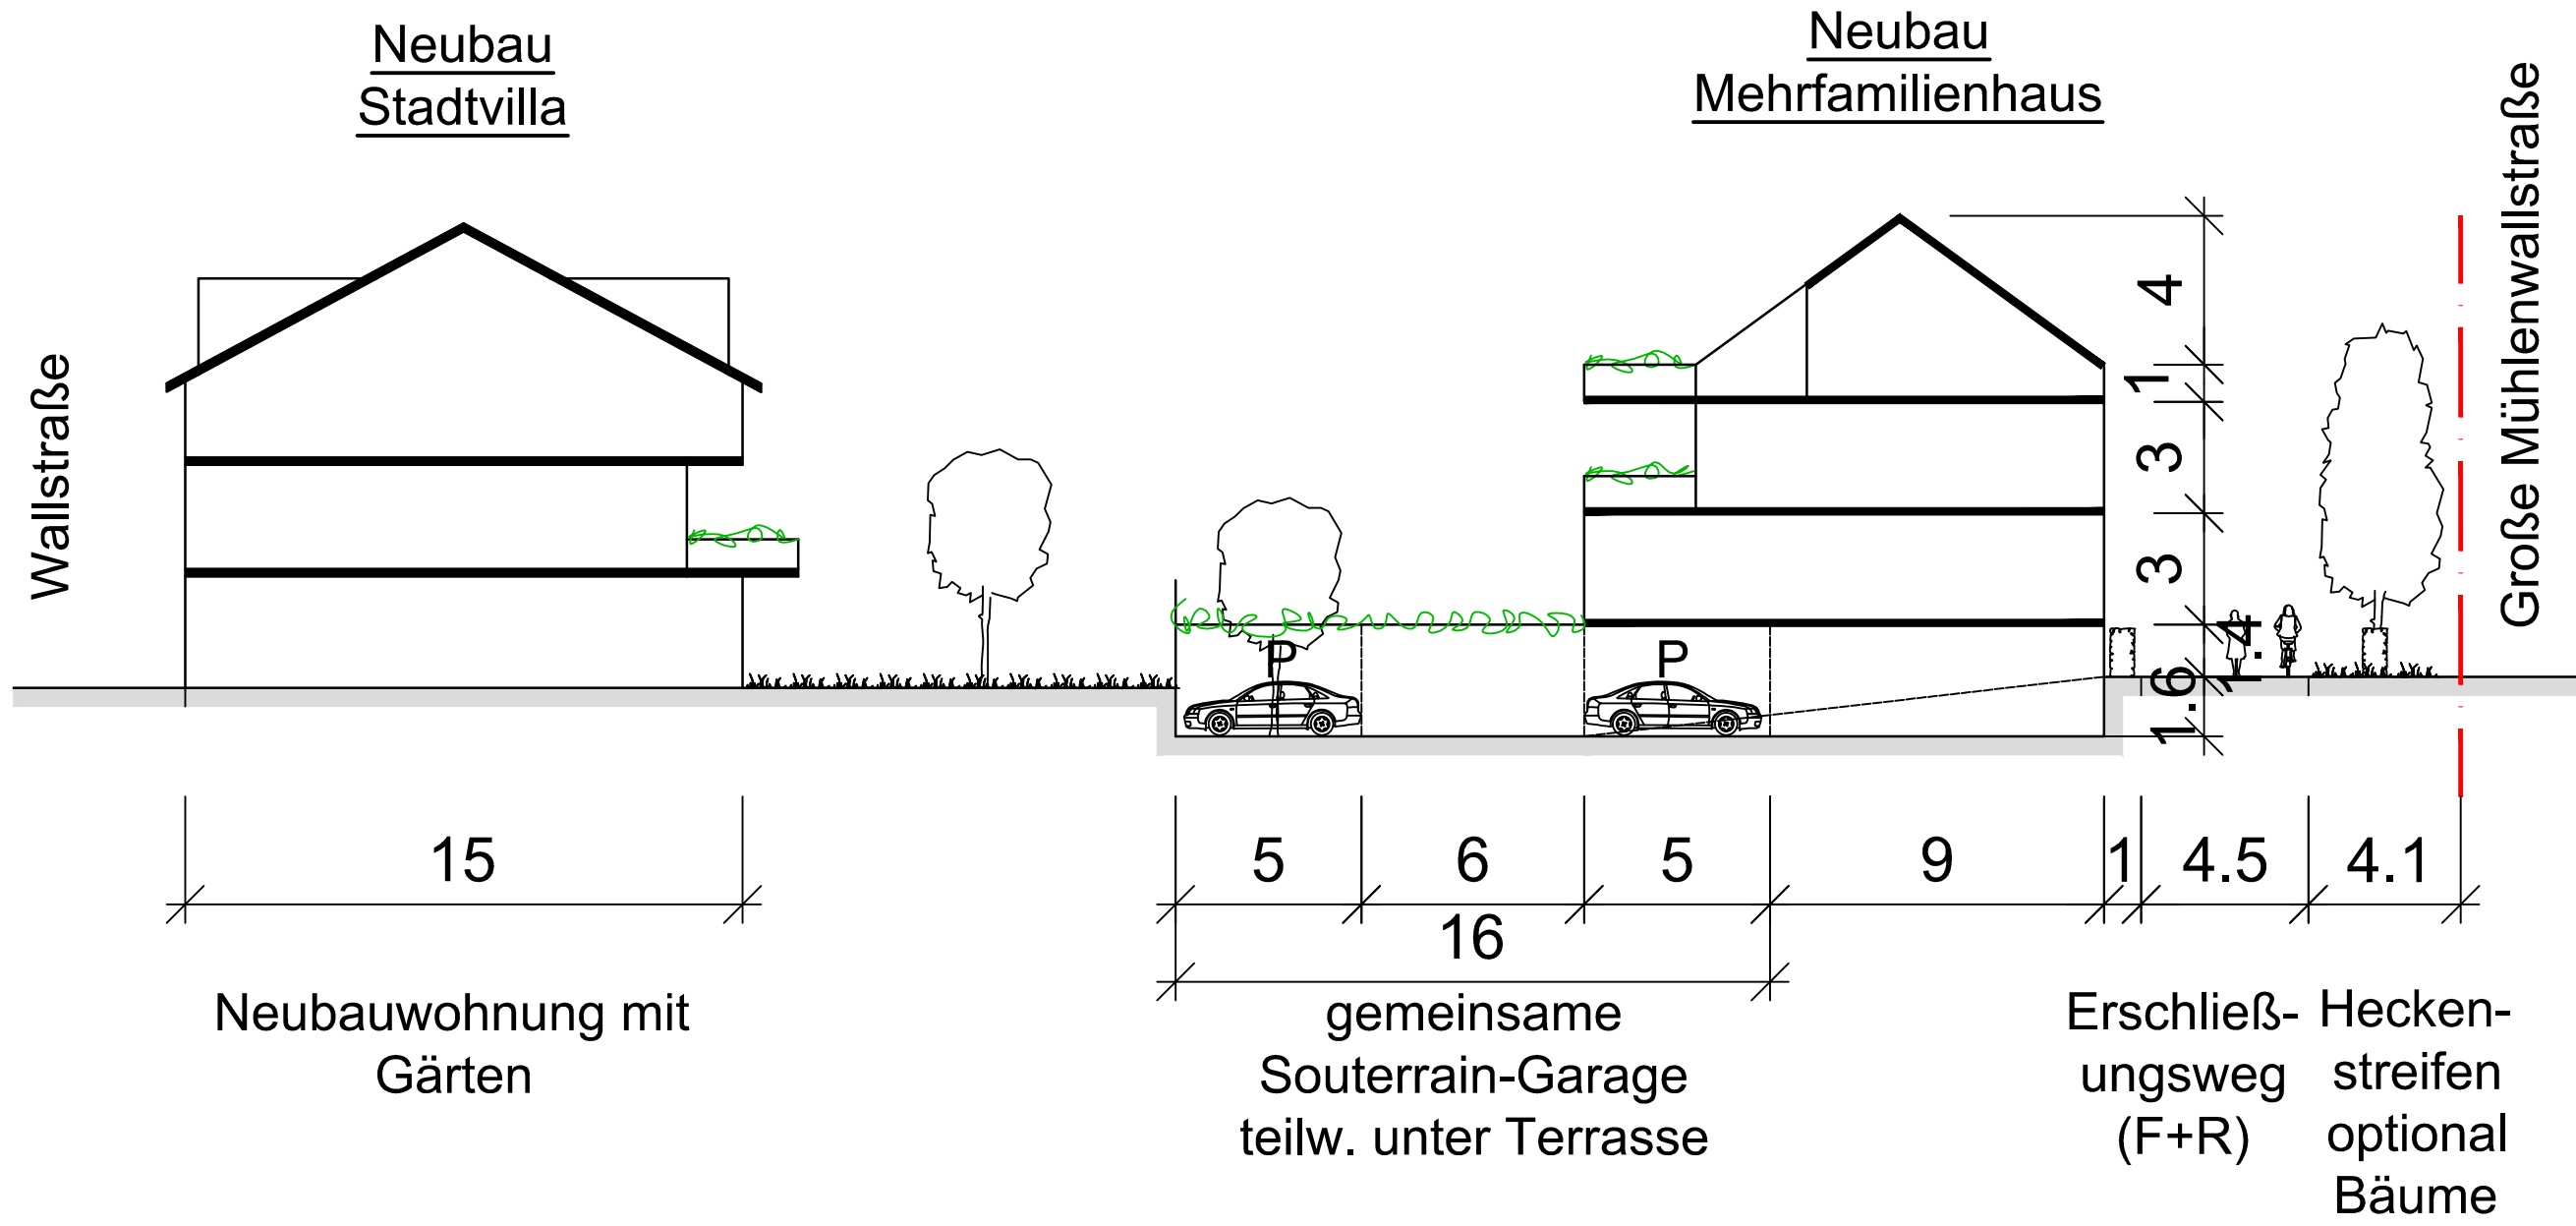 Neubau
Stadtvilla
Neubau
Mehrfamilienhaus
Wallstraße
Große Mühlenwallstraße
4
1
3
3
1.4
1.6
P
P
15
5
6
5
9
1
4.5
4.1
16
Neubauwohnung mit
Gärten
gemeinsame
Souterrain-Garage
teilw. unter Terrasse
Erschließ-
ungsweg
(F+R)
Hecken-
streifen
optional
Bäume